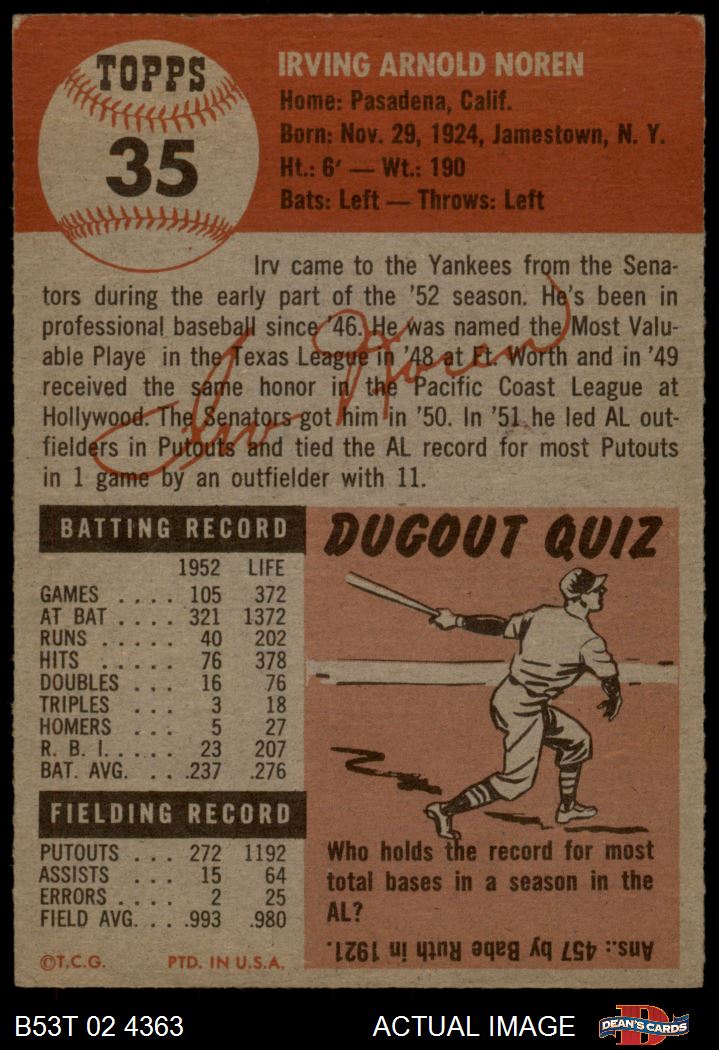 TOPPS
35
IRVING ARNOLD NOREN
Home: Pasadena, Calif.
Born: Nov. 29, 1924, Jamestown, N. Y.
Ht.: 6′ — Wt.: 190
Bats: Left — Throws: Left
Irv came to the Yankees from the Sena-
tors during the early part of the '52 season. He's been in
professional baseball since '46. He was named the Most Valu-
able Playe in the Texas League in '48 at Ft. Worth and in '49
received the same honor in the Pacific Coast League at
Hollywood. The Senators got him in '50. In '51 he led AL out-
fielders in Putouts and tied the AL record for most Putouts
in 1 game by an outfielder with 11.
Irv Noren
BATTING RECORD
1952 LIFE
GAMES .... 105 372
AT BAT .... 321 1372
RUNS ..... 40 202
HITS ..... 76 378
DOUBLES ... 16 76
TRIPLES ... 3 18
HOMERS ... 5 27
R. B. I. .... 23 207
BAT. AVG. ... .237 .276
FIELDING RECORD
PUTOUTS ... 272 1192
ASSISTS ... 15 64
ERRORS .... 2 25
FIELD AVG. ... .993 .980
©T.C.G. PTD. IN U.S.A.
DUGOUT QUIZ
Who holds the record for most
total bases in a season in the
AL?
Ans.: 457 by Babe Ruth in 1921.
B53T 02 4363 ACTUAL IMAGE
D
DEAN'S CARDS